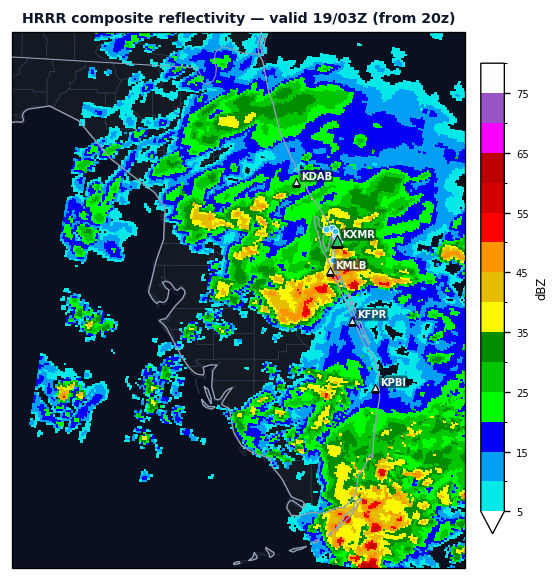 HRRR composite reflectivity — valid 19/03Z (from 20z)
KDAB
KXMR
KMLB
KFPR
KPBI
75
65
55
45
35
25
15
5
dBZ